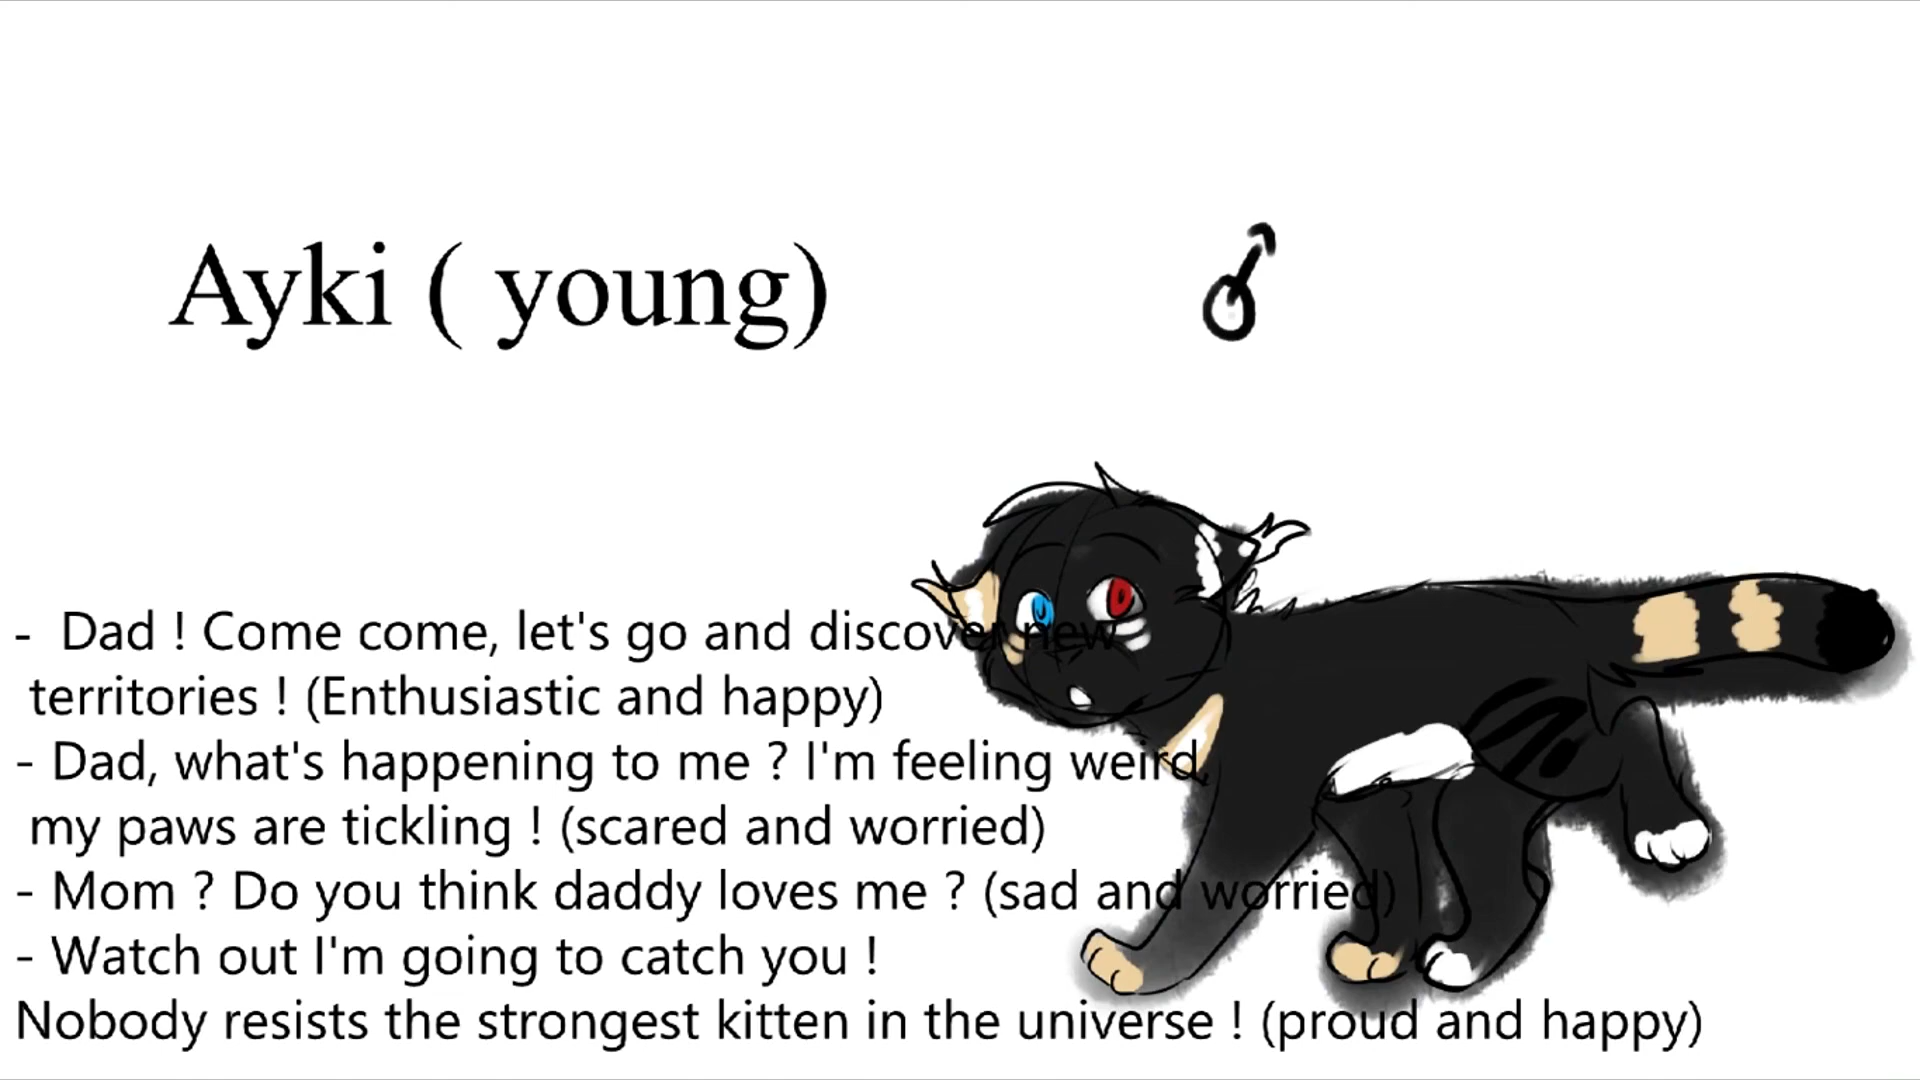 Ayki ( young)
-  Dad ! Come come, let's go and discover new
territories ! (Enthusiastic and happy)
- Dad, what's happening to me ? I'm feeling weird,
my paws are tickling ! (scared and worried)
- Mom ? Do you think daddy loves me ? (sad and worried)
- Watch out I'm going to catch you !
Nobody resists the strongest kitten in the universe ! (proud and happy)